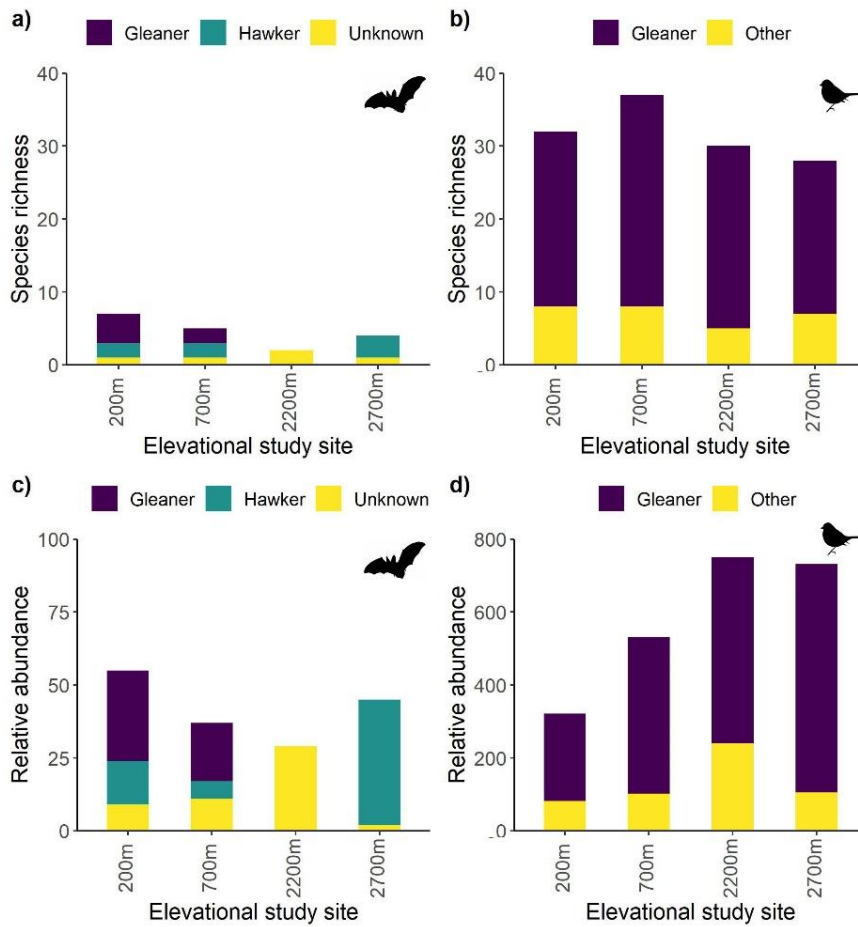 a) Gleaner Hawker Unknown
40
30
20
10
0
Species richness
200m 700m 2200m 2700m
Elevational study site
b) Gleaner Other
40
30
20
10
0
Species richness
200m 700m 2200m 2700m
Elevational study site
c) Gleaner Hawker Unknown
100
75
50
25
0
Relative abundance
200m 700m 2200m 2700m
Elevational study site
d) Gleaner Other
800
600
400
200
0
Relative abundance
200m 700m 2200m 2700m
Elevational study site